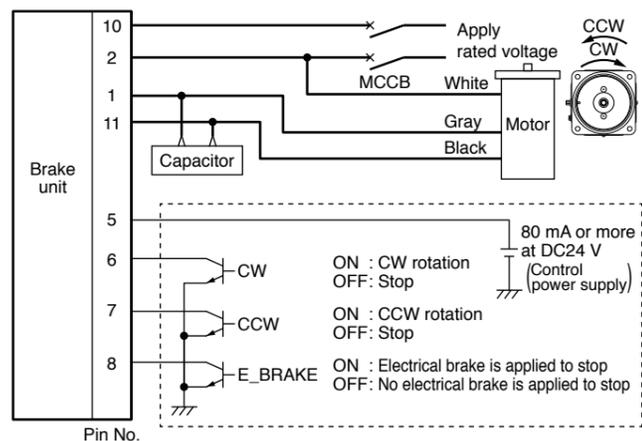 10
Apply
rated voltage
CCW
CW
2
MCCB
White
1
Gray
Motor
11
Black
Capacitor
Brake
unit
5
80 mA or more
at DC24 V
(Control
power supply)
6
CW
ON : CW rotation
OFF: Stop
7
CCW
ON : CCW rotation
OFF: Stop
8
E_BRAKE
ON : Electrical brake is applied to stop
OFF: No electrical brake is applied to stop
Pin No.